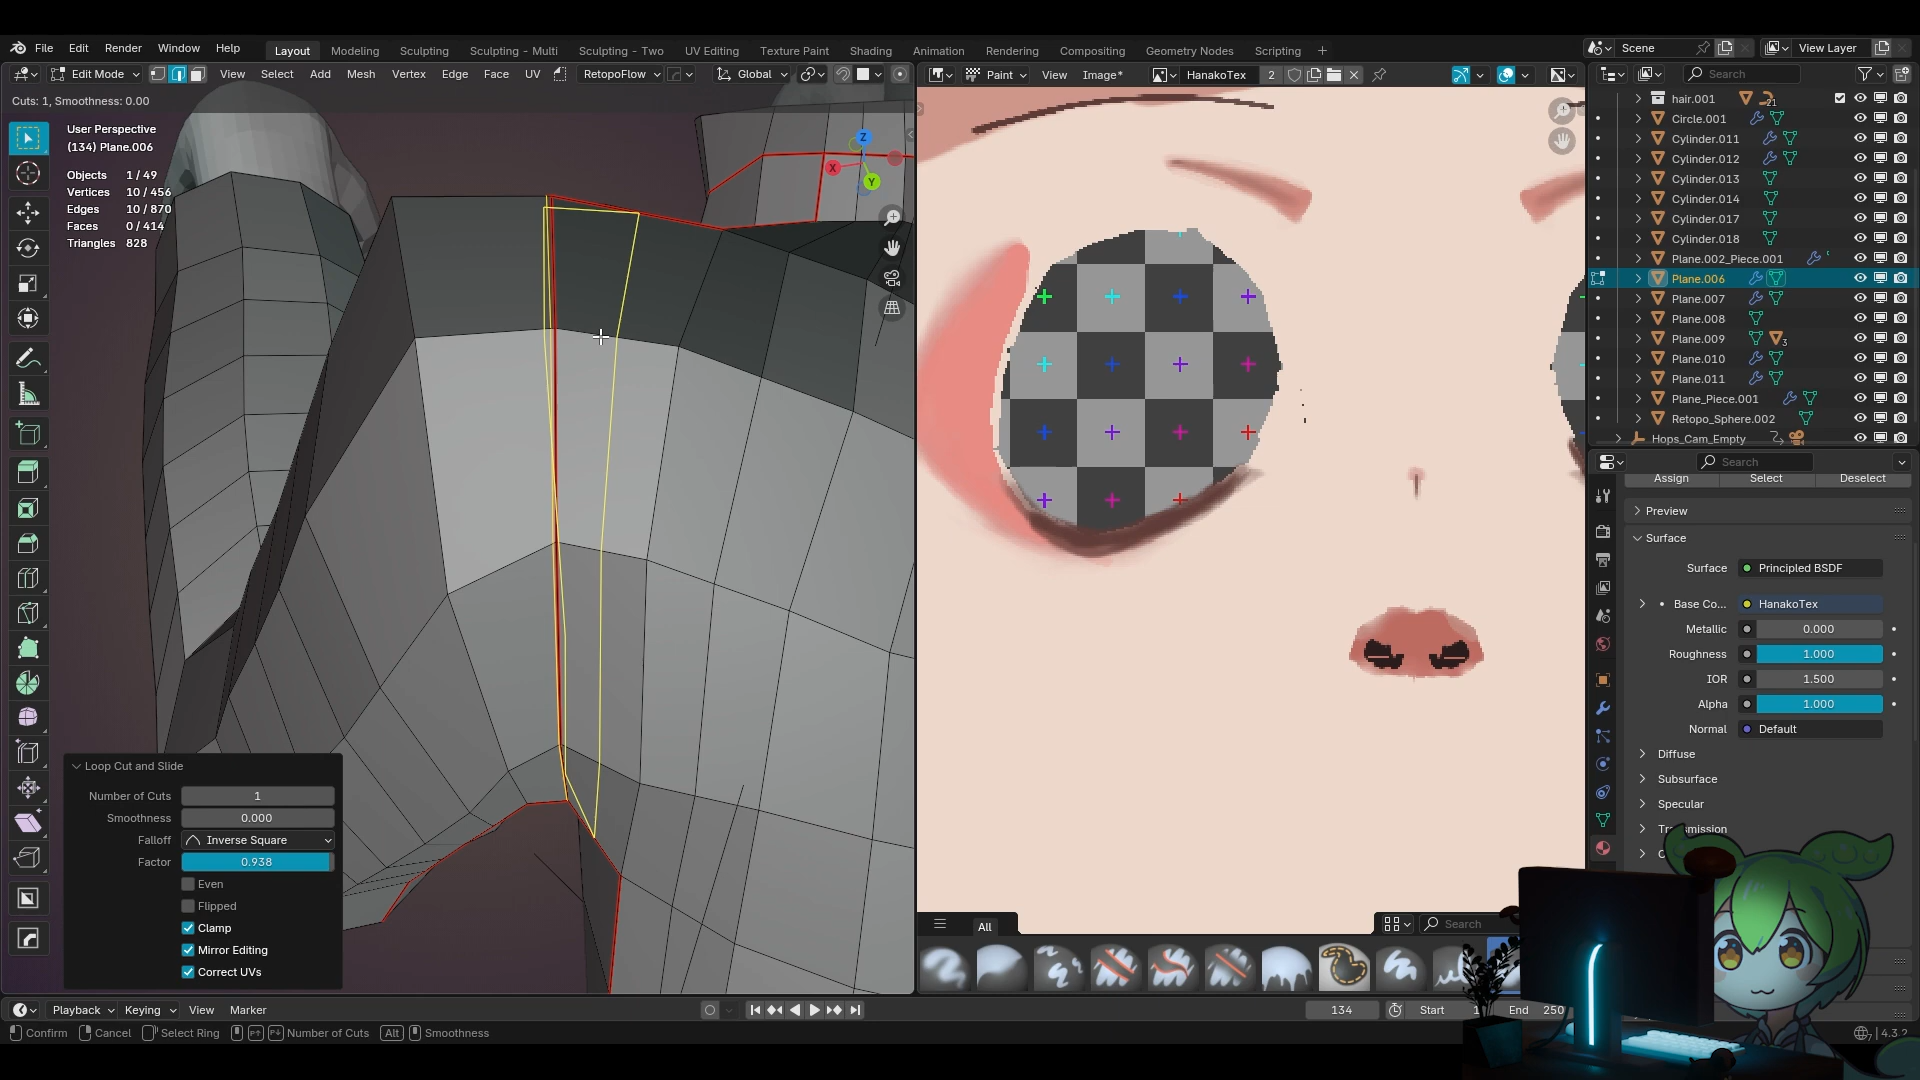 File Edit Render Window Help Layout Modeling Sculpting Sculpting - Multi Sculpting - Two UV Editing Texture Paint Shading Animation Rendering Compositing Geometry Nodes Scripting + Scene View Layer
Edit Mode View Select Add Mesh Vertex Edge Face UV RetopoFlow Global
Paint View Image* HanakoTex 2 Search
Cuts: 1, Smoothness: 0.00
User Perspective
(134) Plane.006
Objects 1 / 49
Vertices 10 / 456
Edges 10 / 870
Faces 0 / 414
Triangles 828
Z
X
Y
hair.001 21
Circle.001
Cylinder.011
Cylinder.012
Cylinder.013
Cylinder.014
Cylinder.017
Cylinder.018
Plane.002_Piece.001
Plane.006
Plane.007
Plane.008
Plane.009 3
Plane.010
Plane.011
Plane_Piece.001
Retopo_Sphere.002
Hops_Cam_Empty
Search
Assign Select Deselect
Preview
Surface
Surface Principled BSDF
Base Co... HanakoTex
Metallic 0.000
Roughness 1.000
IOR 1.500
Alpha 1.000
Normal Default
Diffuse
Subsurface
Specular
Loop Cut and Slide
Number of Cuts 1
Smoothness 0.000
Falloff Inverse Square
Factor 0.938
Even
Flipped
Clamp
Mirror Editing
Correct UVs
All Search
Playback Keying View Marker 134 Start 1 End 250
Confirm Cancel Select Ring Number of Cuts Alt Smoothness 4.3.2